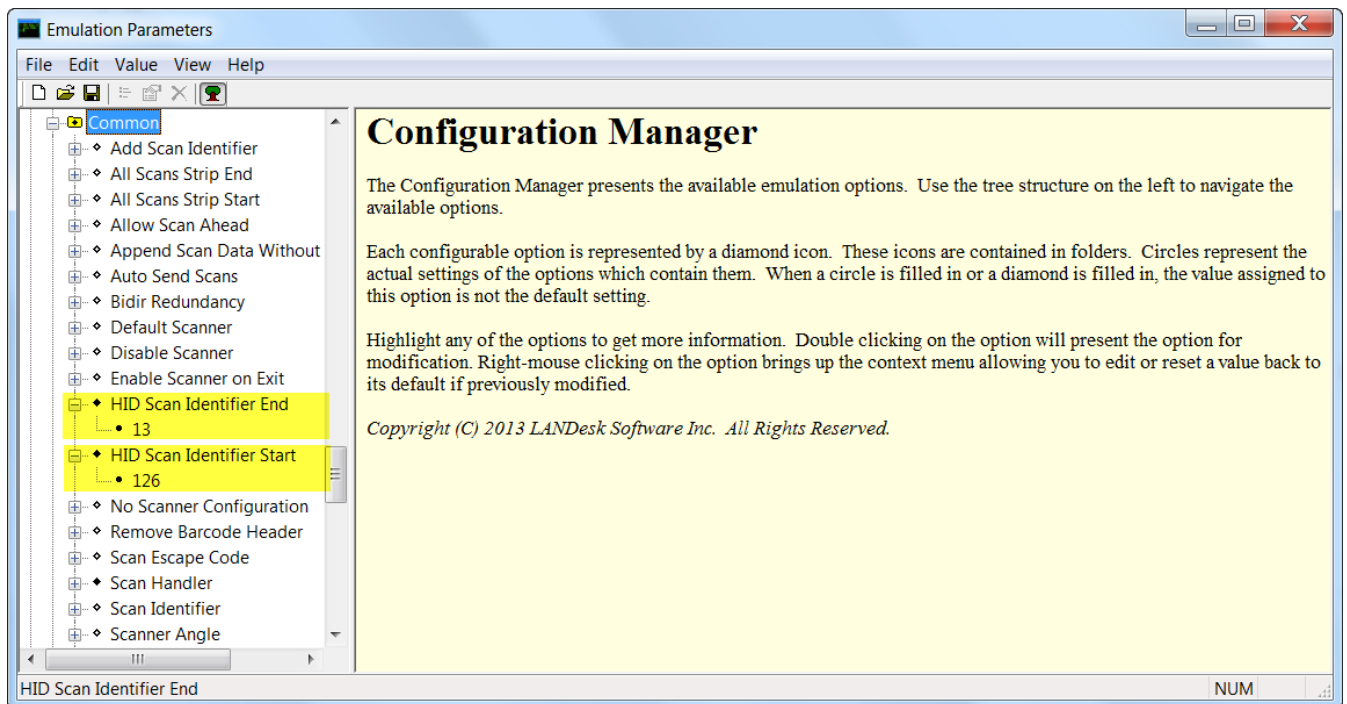 Emulation Parameters
File Edit Value View Help
Common
Add Scan Identifier
All Scans Strip End
All Scans Strip Start
Allow Scan Ahead
Append Scan Data Without
Auto Send Scans
Bidir Redundancy
Default Scanner
Disable Scanner
Enable Scanner on Exit
HID Scan Identifier End
13
HID Scan Identifier Start
126
No Scanner Configuration
Remove Barcode Header
Scan Escape Code
Scan Handler
Scan Identifier
Scanner Angle
Configuration Manager
The Configuration Manager presents the available emulation options. Use the tree structure on the left to navigate the
available options.
Each configurable option is represented by a diamond icon. These icons are contained in folders. Circles represent the
actual settings of the options which contain them. When a circle is filled in or a diamond is filled in, the value assigned to
this option is not the default setting.
Highlight any of the options to get more information. Double clicking on the option will present the option for
modification. Right-mouse clicking on the option brings up the context menu allowing you to edit or reset a value back to
its default if previously modified.
Copyright (C) 2013 LANDesk Software Inc. All Rights Reserved.
HID Scan Identifier End
NUM